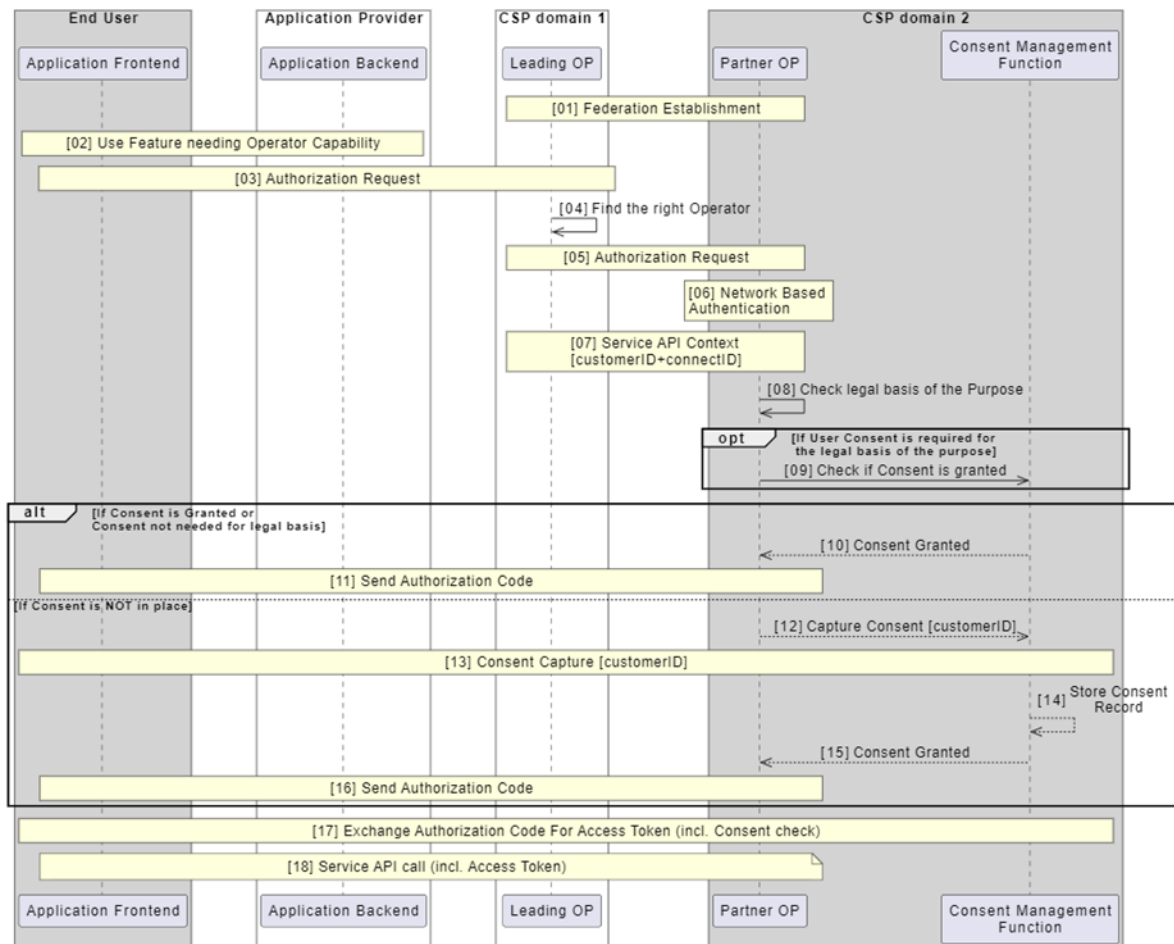 End User
Application Provider
CSP domain 1
CSP domain 2
Application Frontend
Application Backend
Leading OP
Partner OP
Consent Management
Function
[01] Federation Establishment
[02] Use Feature needing Operator Capability
[03] Authorization Request
[04] Find the right Operator
[05] Authorization Request
[06] Network Based
Authentication
[07] Service API Context
[customerID+connectID]
[08] Check legal basis of the Purpose
opt
[If User Consent is required for
the legal basis of the purpose]
[09] Check if Consent is granted
alt
[If Consent is Granted or
Consent not needed for legal basis]
[10] Consent Granted
[11] Send Authorization Code
[If Consent is NOT in place]
[12] Capture Consent [customerID]
[13] Consent Capture [customerID]
[14] Store Consent
Record
[15] Consent Granted
[16] Send Authorization Code
[17] Exchange Authorization Code For Access Token (incl. Consent check)
[18] Service API call (incl. Access Token)
Application Frontend
Application Backend
Leading OP
Partner OP
Consent Management
Function